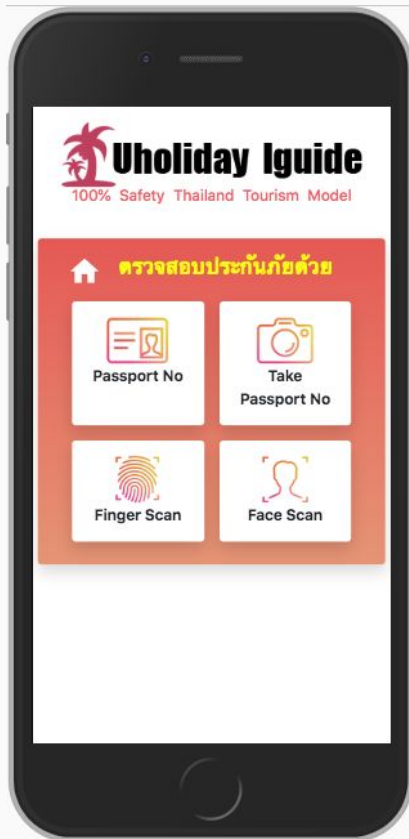 Uholiday Iguide
100% Safety Thailand Tourism Model
ตรวจสอบประกันภัยด้วย
Passport No
Take
Passport No
Finger Scan
Face Scan